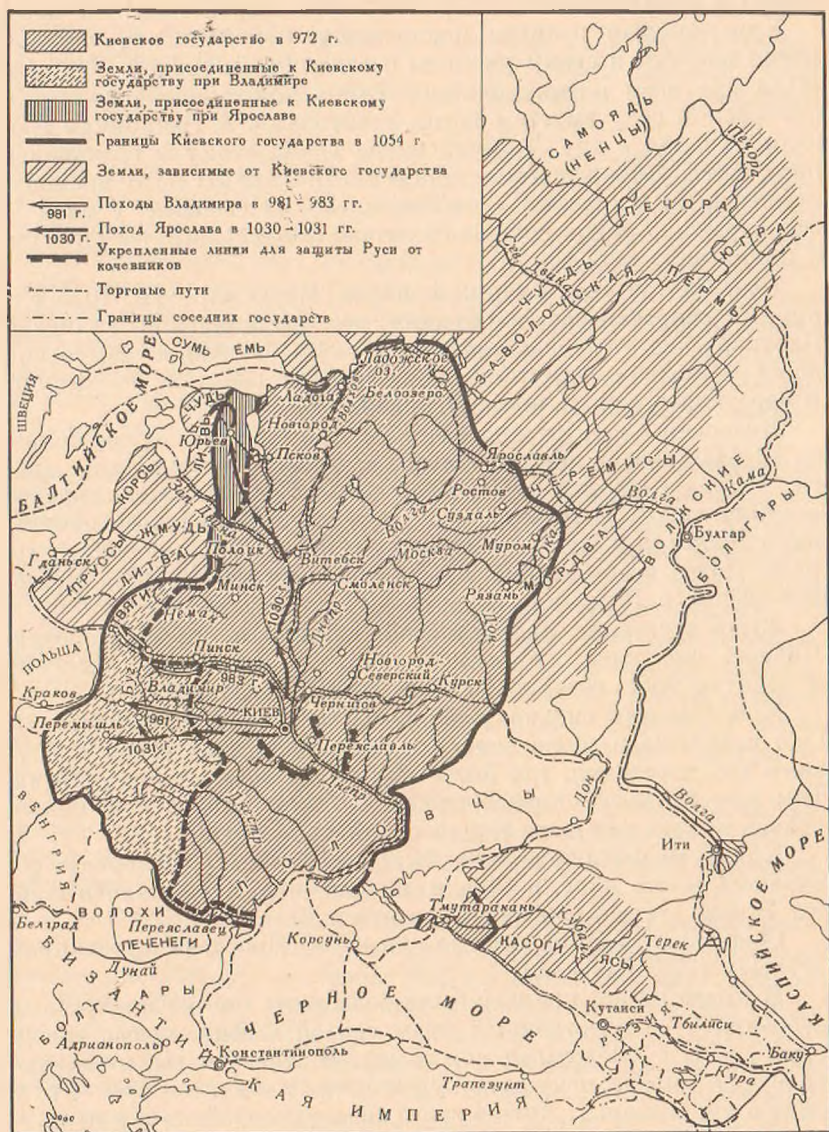 Киевское государство в 972 г.
Земли, присоединенные к Киевскому
государству при Владимире
Земли, присоединенные к Киевскому
государству при Ярославе
Границы Киевского государства в 1054 г
Земли, зависимые от Киевского государства
981 г.
Походы Владимира в 981–983 гг.
1030 г.
Поход Ярослава в 1030–1031 гг.
Укрепленные линии для защиты Руси от
кочевников
Торговые пути
Границы соседних государств
САМОЯДЬ
(НЕНЦЫ)
Печора
ПЕЧОРА
ЮГРА
ПЕРМЬ
Сев. Двина
ЧУДЬ
ЗАВОЛОЧСКАЯ
СУМЬ
ЕМЬ
ШВЕЦИЯ
БАЛТИЙСКОЕ МОРЕ
Ладожское
оз.
ЧУДЬ
Ладога
Волхов
Белоозеро
Новгород
Юрьев
ЛИВЫ
Псков
Ярославль
ЧЕРЕМИСЫ
Ростов
Волга
Кама
КОРСЬ
Зап. Двина
Волга
Суздаль
ВОЛЖСКИЕ
БОЛГАРЫ
Булгар
ЖМУДЬ
Полоцк
Витебск
Москва
Муром
Ока
Гданьск
ПРУССЫ
ЛИТВА
Минск
Смоленск
МОРДВА
Рязань
ЯТВЯГИ
Неман
1030 г.
Днепр
Дон
ПОЛЬША
Пинск
983 г.
Новгород-
Северский
Курск
Краков
Буг
Владимир
Чернигов
981 г.
КИЕВ
Перемышль
1031 г.
Переяславль
Днепр
ПОЛОВЦЫ
Дон
Волга
ВЕНГРИЯ
Днестр
Ити
КАСПИЙСКОЕ МОРЕ
ВОЛОХИ
Белград
Переяславец
ПЕЧЕНЕГИ
Дунай
Тмутаракань
Кубань
КАСОГИ
ЯСЫ
Терек
Корсунь
БОЛГАРЫ
ЧЕРНОЕ МОРЕ
Кутаиси
ГРУЗИЯ
Тбилиси
Адрианополь
Константинополь
Кура
Баку
Трапезунт
ВИЗАНТИЙСКАЯ ИМПЕРИЯ